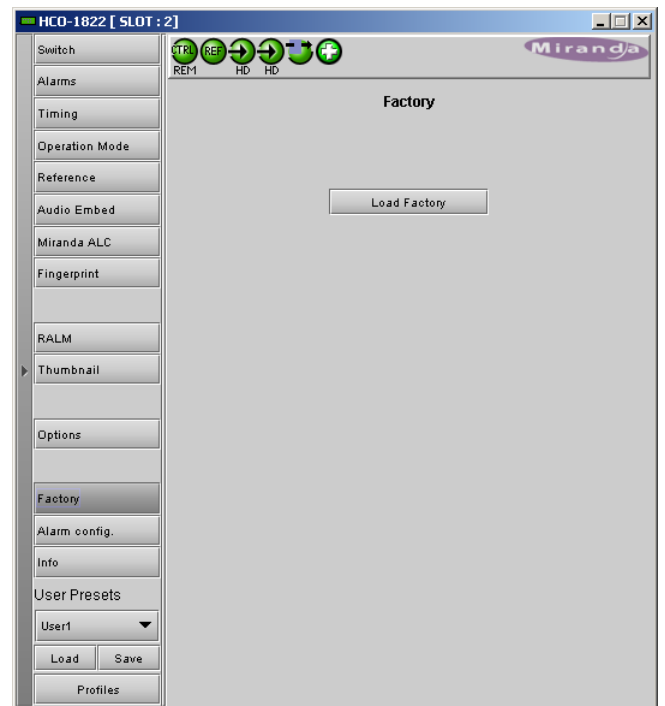 HCO-1822 [ SLOT : 2]
Switch
Alarms
Timing
Operation Mode
Reference
Audio Embed
Miranda ALC
Fingerprint
RALM
Thumbnail
Options
Factory
Alarm config.
Info
User Presets
User1
Load Save
Profiles
CTRL REF
REM HD HD
Miranda
Factory
Load Factory